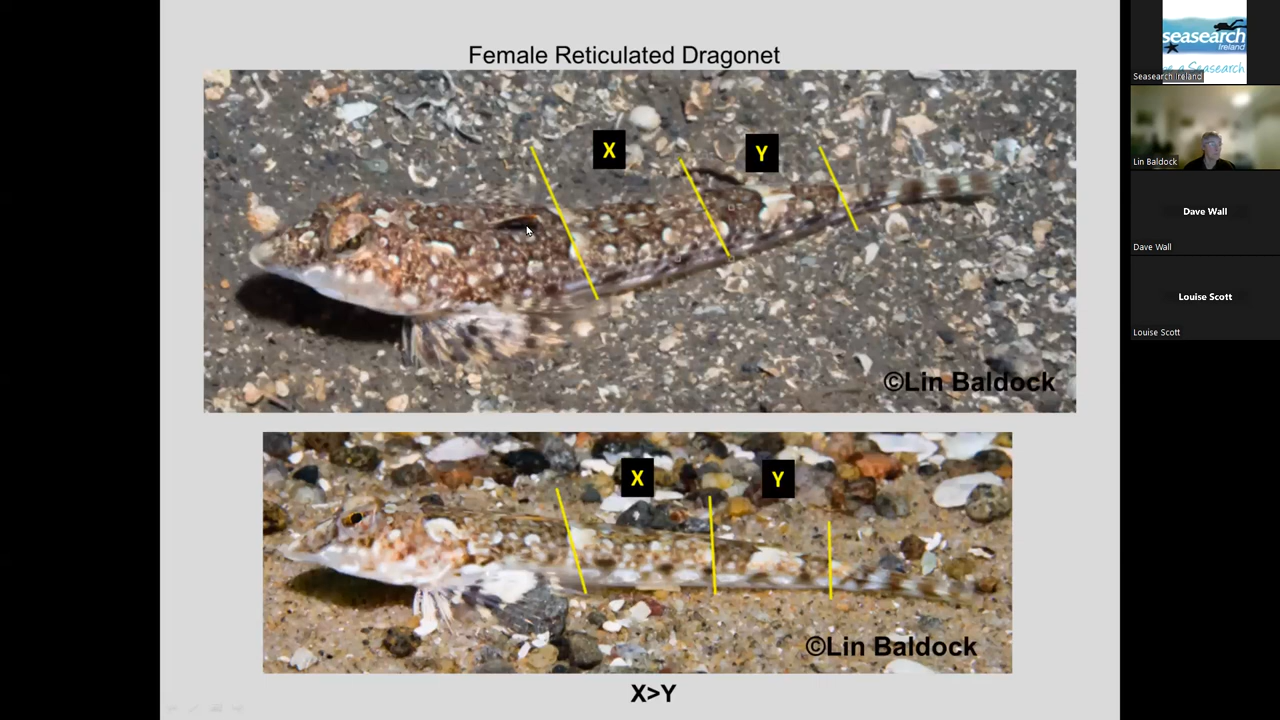 Female Reticulated Dragonet
X
Y
©Lin Baldock
X
Y
©Lin Baldock
X>Y
seasearch
Ireland
a Seasearch
Seasearch Ireland
Lin Baldock
Dave Wall
Dave Wall
Louise Scott
Louise Scott